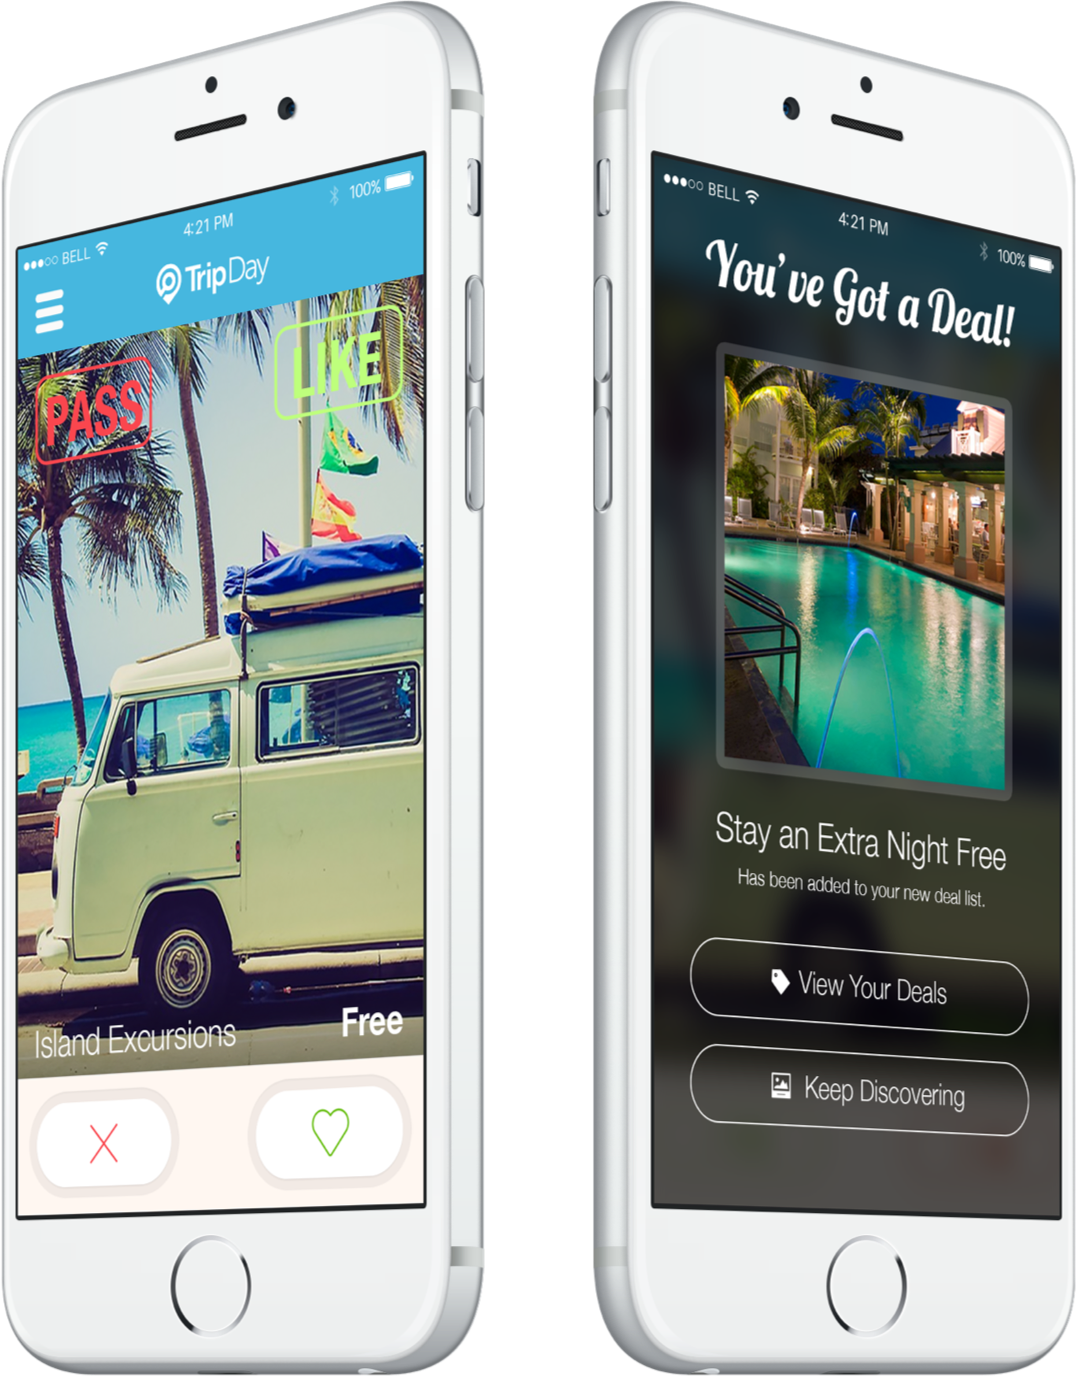 ●●●○○ BELL
4:21 PM
100%
TripDay
PASS
LIKE
Island Excursions
Free
●●●○○ BELL
4:21 PM
100%
You've Got a Deal!
Stay an Extra Night Free
Has been added to your new deal list.
View Your Deals
Keep Discovering